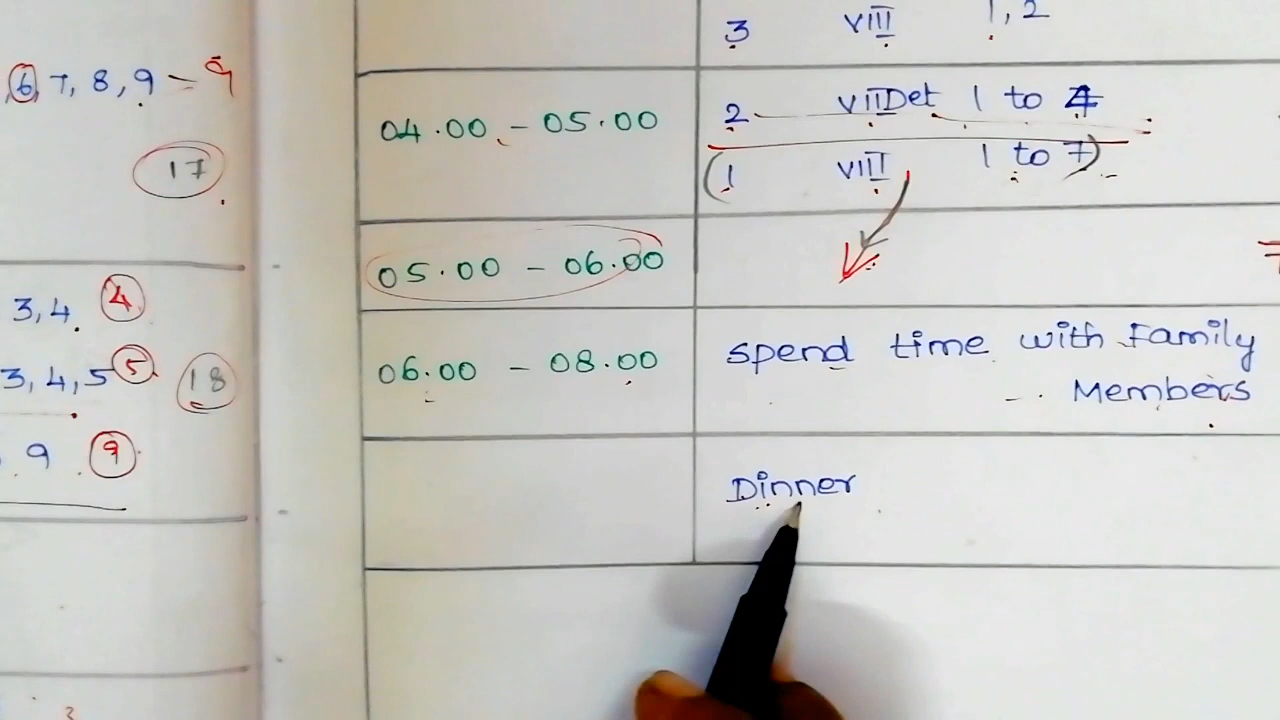 ,6, 7, 8, 9 - 9
17
3,4. 4
3, 4, 5 5
18
9 9
3 VIII 1, 2
04.00 - 05.00
2 VII Det 1 to 4
(1 VIII 1 to 7)
05.00 - 06.00
06.00 - 08.00
spend time with Family
Members
Dinner